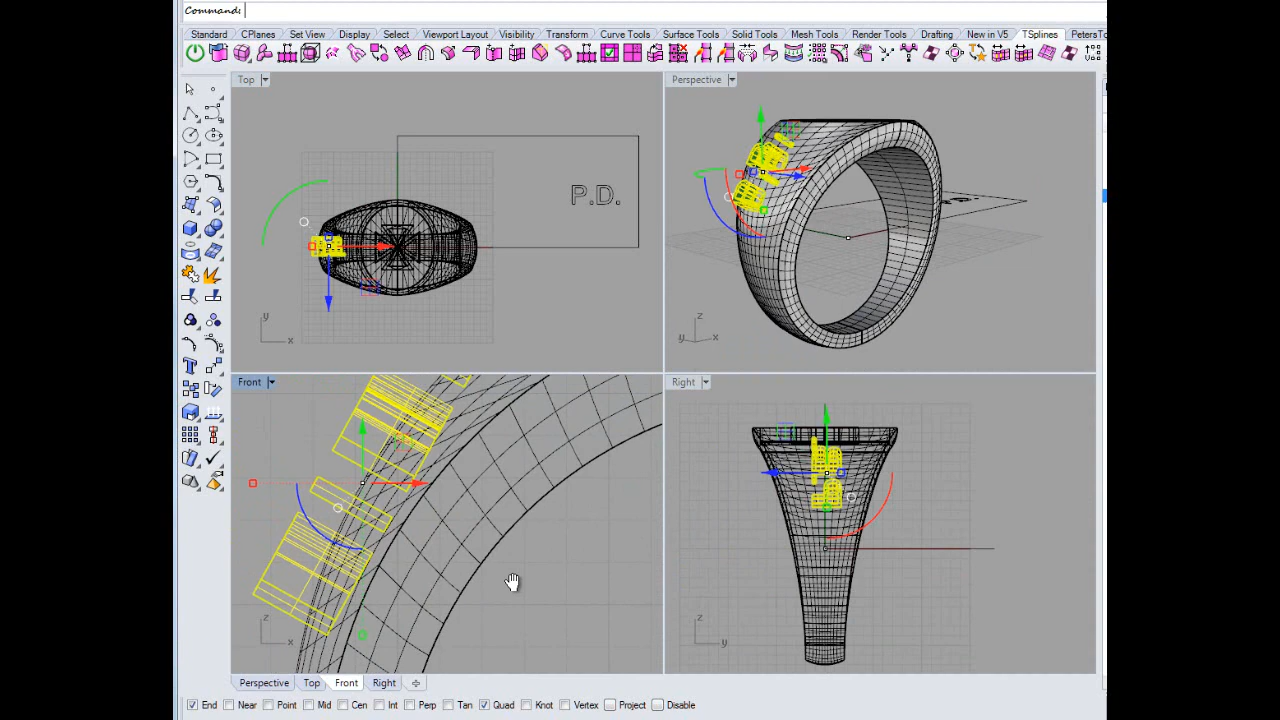 Command:
Standard CPlanes Set View Display Select Viewport Layout Visibility Transform Curve Tools Surface Tools Solid Tools Mesh Tools Render Tools Drafting New in V5 TSplines PetersTo
Top
Perspective
P.D.
y
x
z
y
x
Front
Right
z
x
z
y
Perspective Top Front Right
End Near Point Mid Cen Int Perp Tan Quad Knot Vertex Project Disable